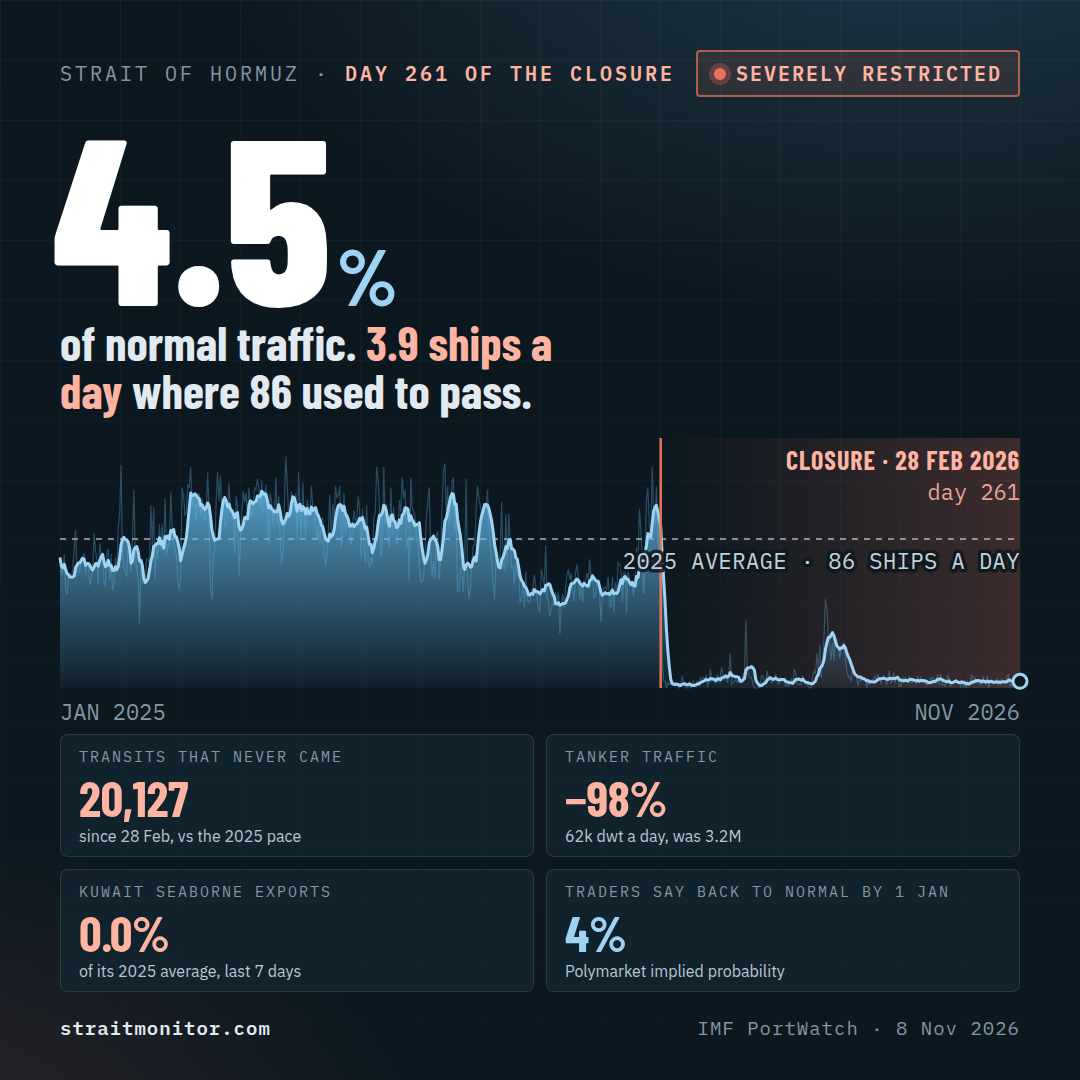 STRAIT OF HORMUZ · DAY 261 OF THE CLOSURE
SEVERELY RESTRICTED
4.5%
of normal traffic. 3.9 ships a
day where 86 used to pass.
CLOSURE · 28 FEB 2026
day 261
2025 AVERAGE · 86 SHIPS A DAY
JAN 2025
NOV 2026
TRANSITS THAT NEVER CAME
20,127
since 28 Feb, vs the 2025 pace
TANKER TRAFFIC
−98%
62k dwt a day, was 3.2M
KUWAIT SEABORNE EXPORTS
0.0%
of its 2025 average, last 7 days
TRADERS SAY BACK TO NORMAL BY 1 JAN
4%
Polymarket implied probability
straitmonitor.com
IMF PortWatch · 8 Nov 2026